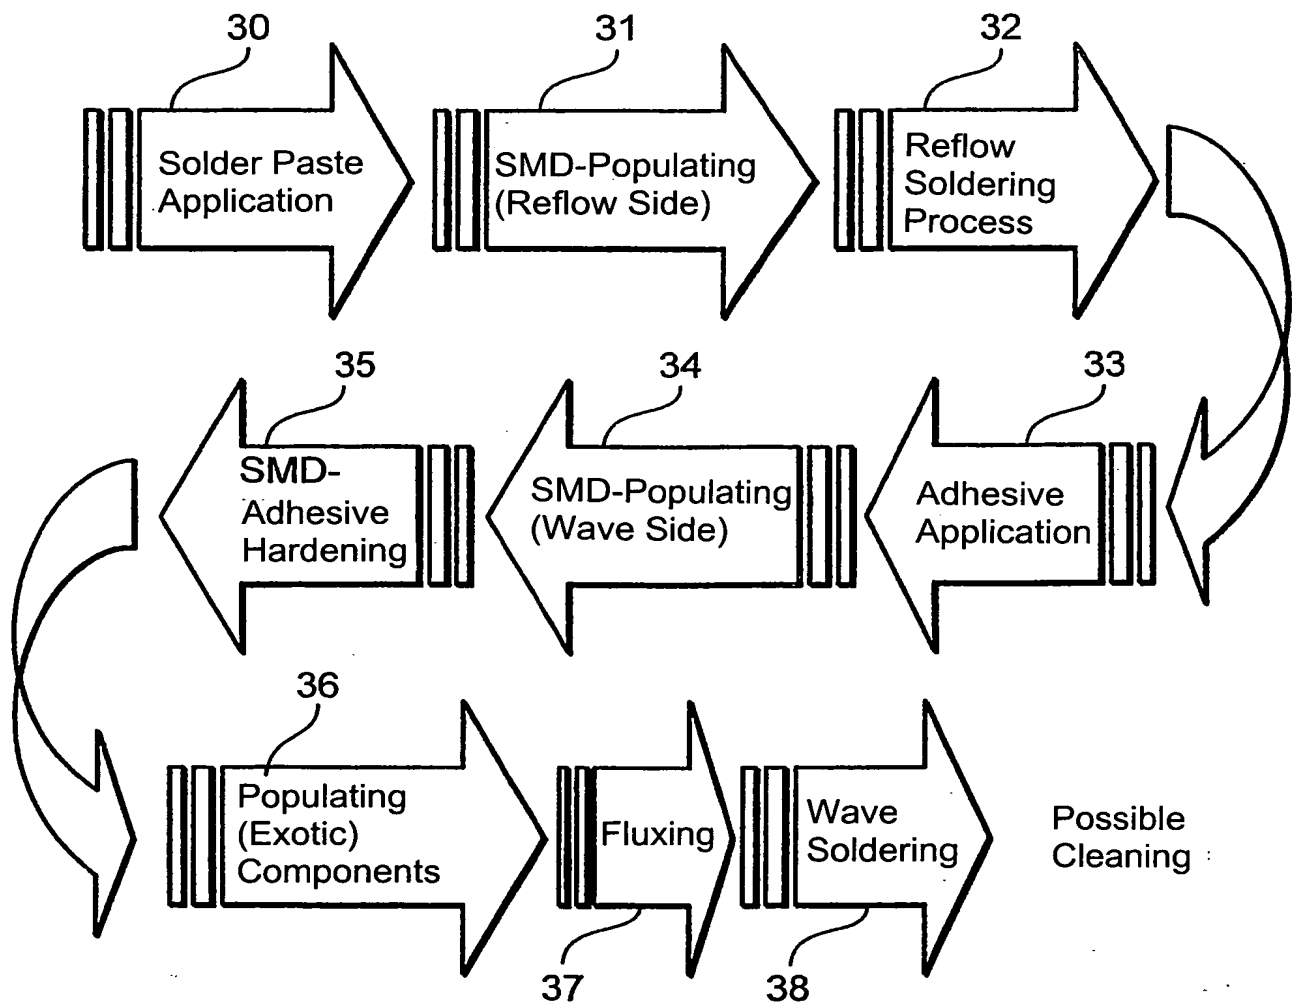 30
31
32
Solder Paste
Application
SMD-Populating
(Reflow Side)
Reflow
Soldering
Process
35
34
33
SMD-
Adhesive
Hardening
SMD-Populating
(Wave Side)
Adhesive
Application
36
Populating
(Exotic)
Components
Fluxing
Wave
Soldering
Possible
Cleaning
37
38